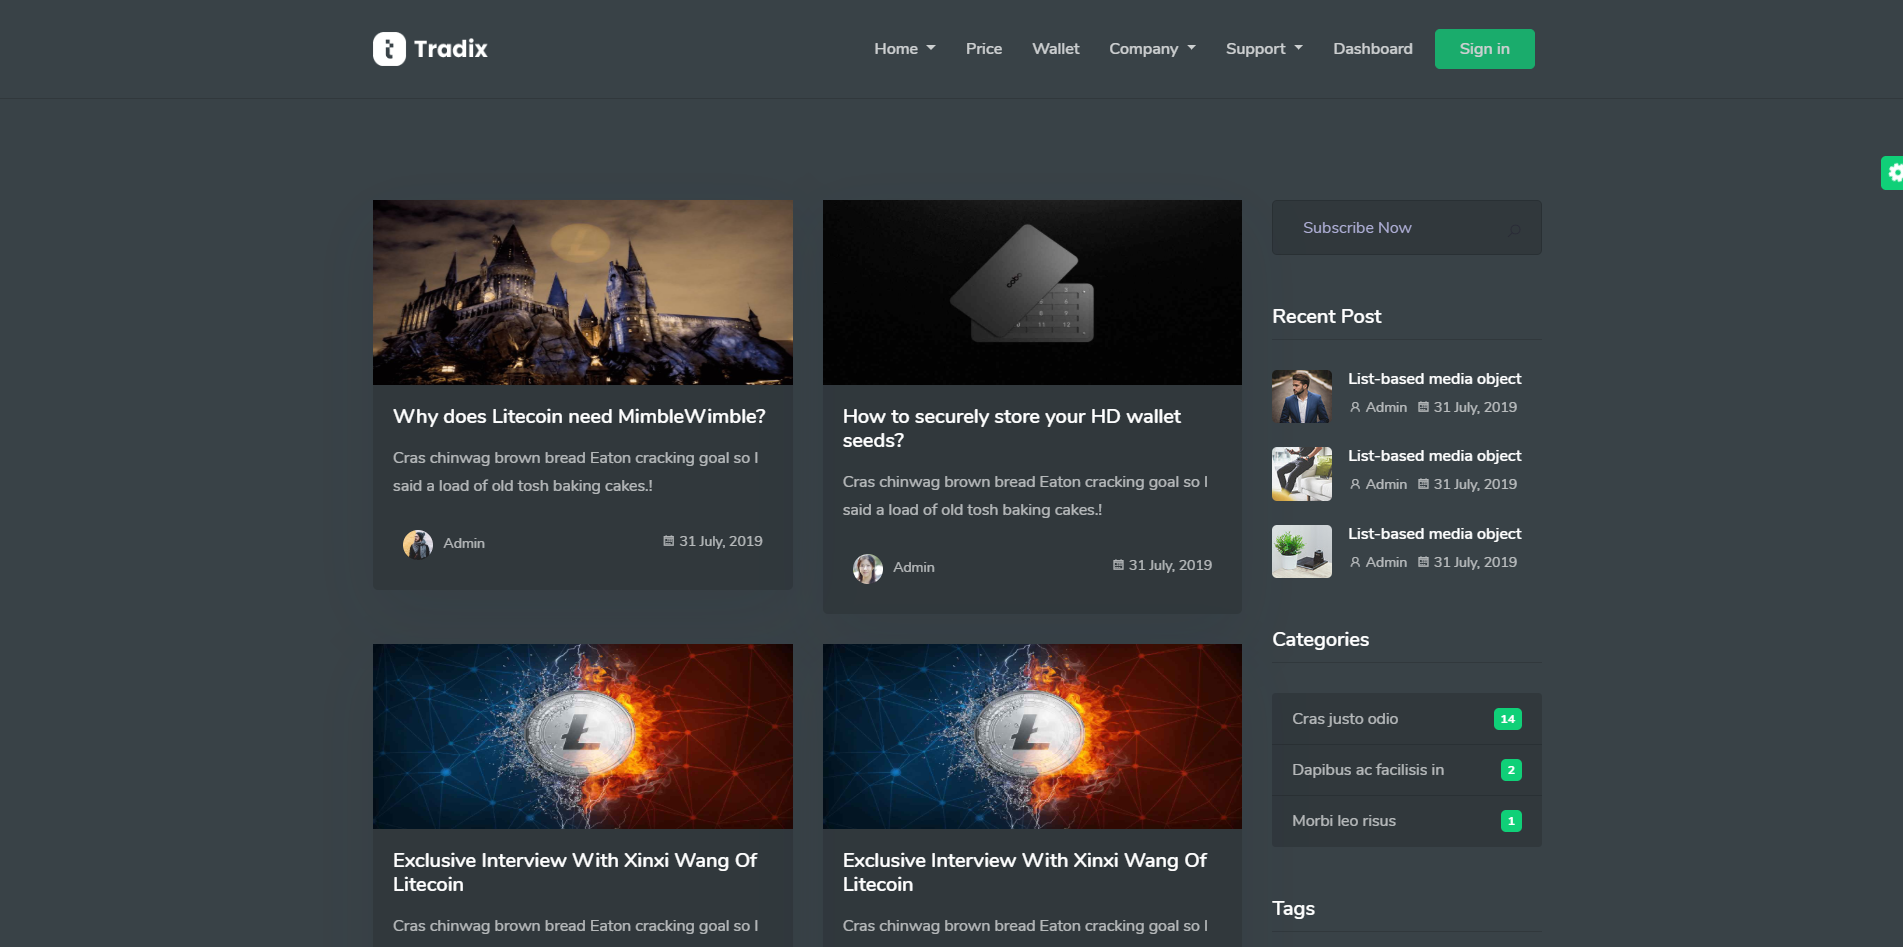 Tradix
Home
Price
Wallet
Company
Support
Dashboard
Sign in
Why does Litecoin need MimbleWimble?
Cras chinwag brown bread Eaton cracking goal so I
said a load of old tosh baking cakes.!
Admin
31 July, 2019
How to securely store your HD wallet
seeds?
Cras chinwag brown bread Eaton cracking goal so I
said a load of old tosh baking cakes.!
Admin
31 July, 2019
Exclusive Interview With Xinxi Wang Of
Litecoin
Cras chinwag brown bread Eaton cracking goal so I
Exclusive Interview With Xinxi Wang Of
Litecoin
Cras chinwag brown bread Eaton cracking goal so I
Subscribe Now
Recent Post
List-based media object
Admin 31 July, 2019
List-based media object
Admin 31 July, 2019
List-based media object
Admin 31 July, 2019
Categories
Cras justo odio 14
Dapibus ac facilisis in 2
Morbi leo risus 1
Tags